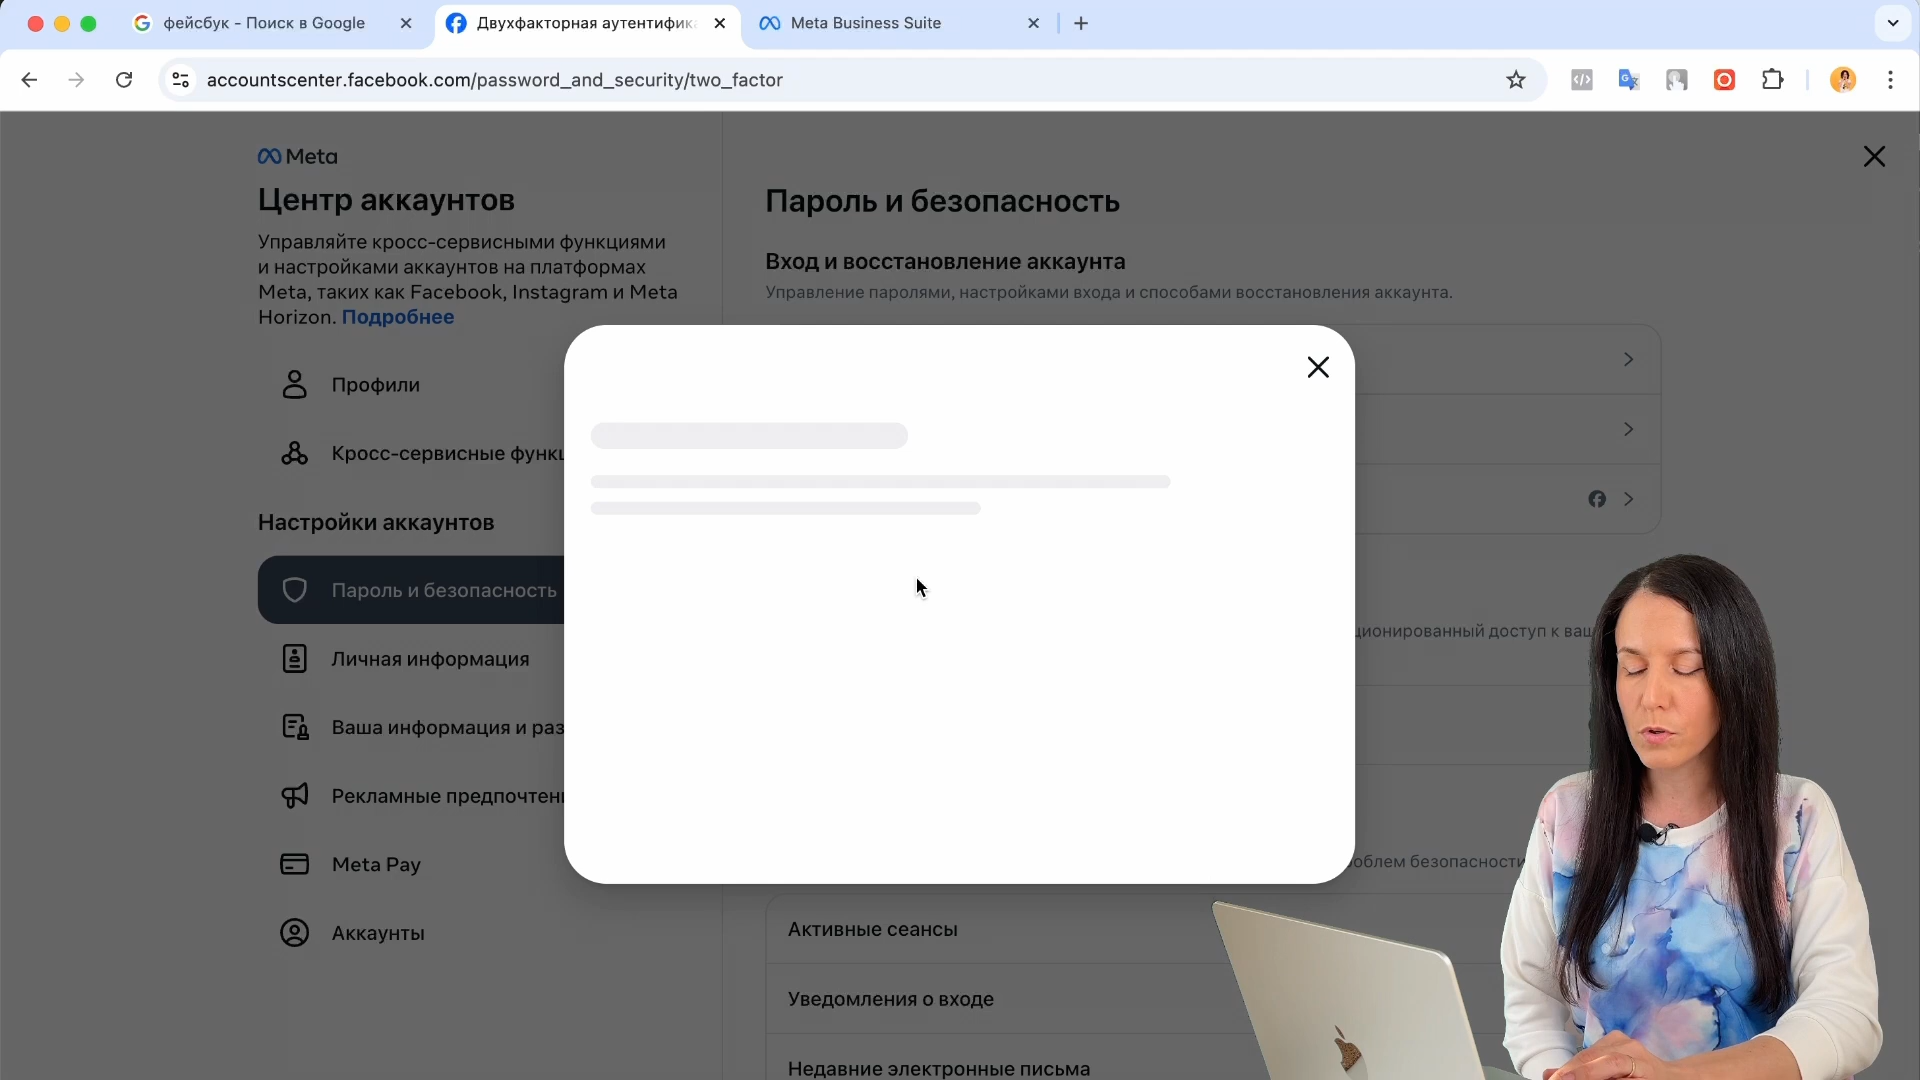 фейсбук - Поиск в Google
Двухфакторная аутентифик
Meta Business Suite
accountscenter.facebook.com/password_and_security/two_factor
Meta
Центр аккаунтов
Управляйте кросс-сервисными функциями
и настройками аккаунтов на платформах
Meta, таких как Facebook, Instagram и Meta
Horizon. Подробнее
Профили
Кросс-сервисные функц
Настройки аккаунтов
Пароль и безопасность
Личная информация
Ваша информация и раз
Рекламные предпочтен
Meta Pay
Аккаунты
Пароль и безопасность
Вход и восстановление аккаунта
Управление паролями, настройками входа и способами восстановления аккаунта.
ционированный доступ к ваш
облем безопасности
Активные сеансы
Уведомления о входе
Недавние электронные письма